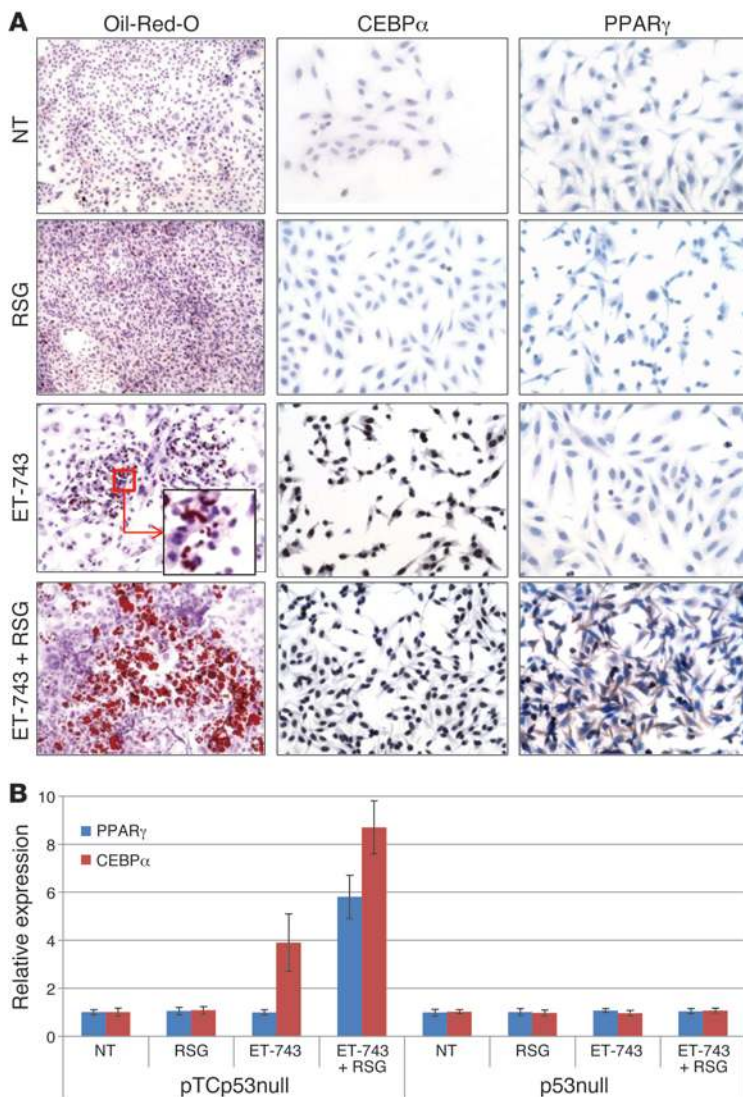 A
Oil-Red-O
CEBPα
PPARγ
NT
RSG
ET-743
ET-743 + RSG
B
Relative expression
10
8
6
4
2
0
PPARγ
CEBPα
NT
RSG
ET-743
ET-743
+ RSG
NT
RSG
ET-743
ET-743
+ RSG
pTCp53null
p53null